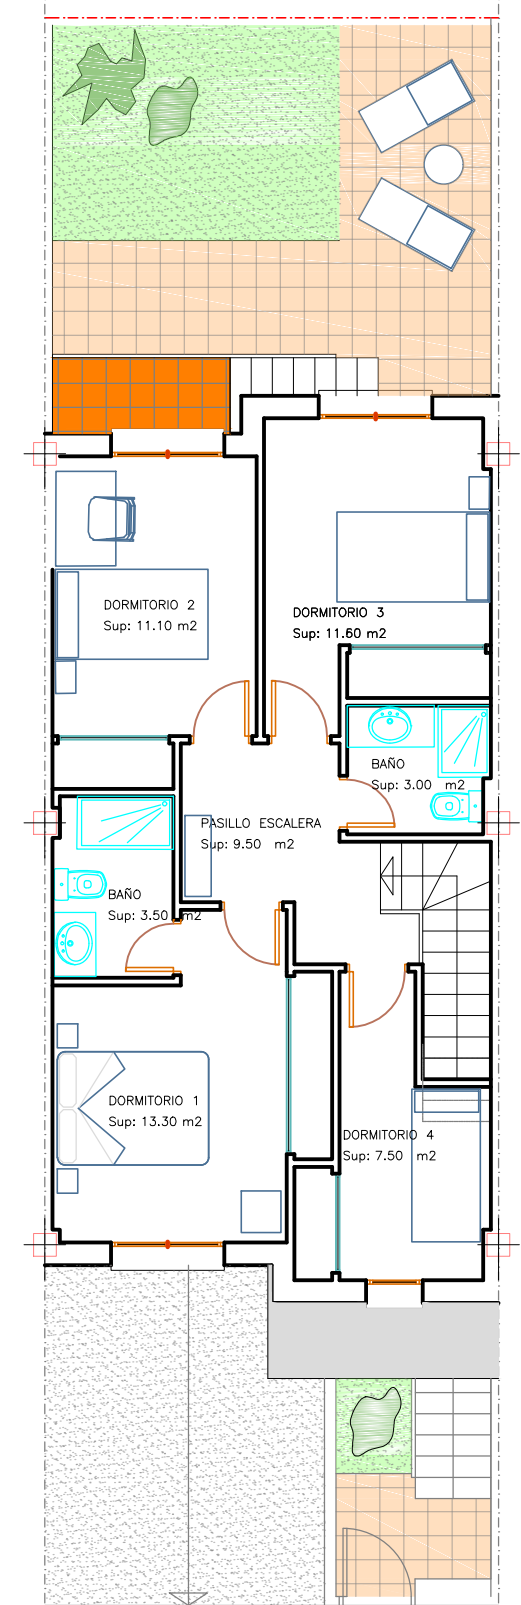 DORMITORIO 2
Sup: 11.10 m2
DORMITORIO 3
Sup: 11.60 m2
BAÑO
Sup: 3.00 m2
PASILLO ESCALERA
Sup: 9.50 m2
BAÑO
Sup: 3.50 m2
DORMITORIO 1
Sup: 13.30 m2
DORMITORIO 4
Sup: 7.50 m2